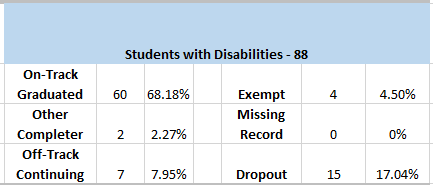 Students with Disabilities - 88
On-Track
Graduated 60 68.18% Exempt 4 4.50%
Other Missing
Completer 2 2.27% Record 0 0%
Off-Track
Continuing 7 7.95% Dropout 15 17.04%